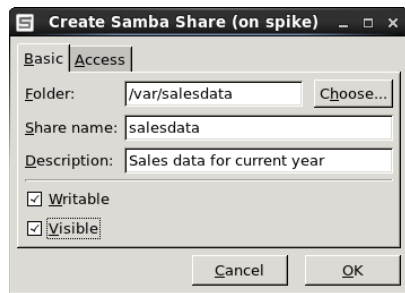 Create Samba Share (on spike)
Basic Access
Folder: /var/salesdata Choose...
Share name: salesdata
Description: Sales data for current year
Writable
Visible
Cancel OK